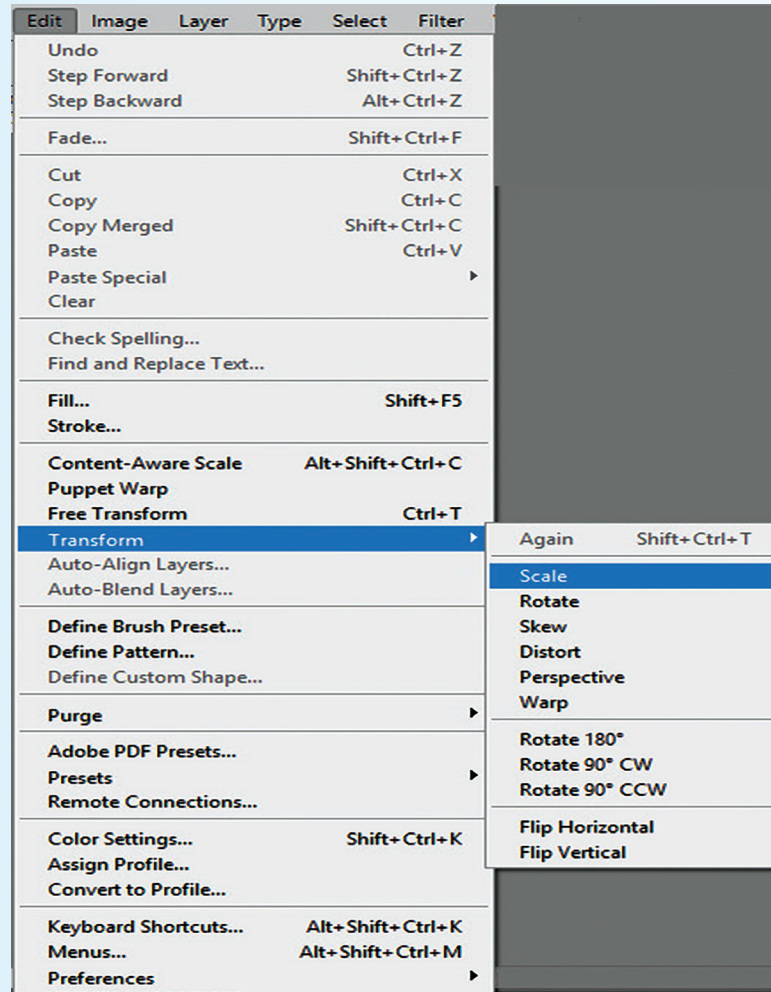 Edit Image Layer Type Select Filter
Undo Ctrl+Z
Step Forward Shift+Ctrl+Z
Step Backward Alt+Ctrl+Z
Fade... Shift+Ctrl+F
Cut Ctrl+X
Copy Ctrl+C
Copy Merged Shift+Ctrl+C
Paste Ctrl+V
Paste Special
Clear
Check Spelling...
Find and Replace Text...
Fill... Shift+F5
Stroke...
Content-Aware Scale Alt+Shift+Ctrl+C
Puppet Warp
Free Transform Ctrl+T
Transform
Auto-Align Layers...
Auto-Blend Layers...
Define Brush Preset...
Define Pattern...
Define Custom Shape...
Purge
Adobe PDF Presets...
Presets
Remote Connections...
Color Settings... Shift+Ctrl+K
Assign Profile...
Convert to Profile...
Keyboard Shortcuts... Alt+Shift+Ctrl+K
Menus... Alt+Shift+Ctrl+M
Preferences
Again Shift+Ctrl+T
Scale
Rotate
Skew
Distort
Perspective
Warp
Rotate 180°
Rotate 90° CW
Rotate 90° CCW
Flip Horizontal
Flip Vertical